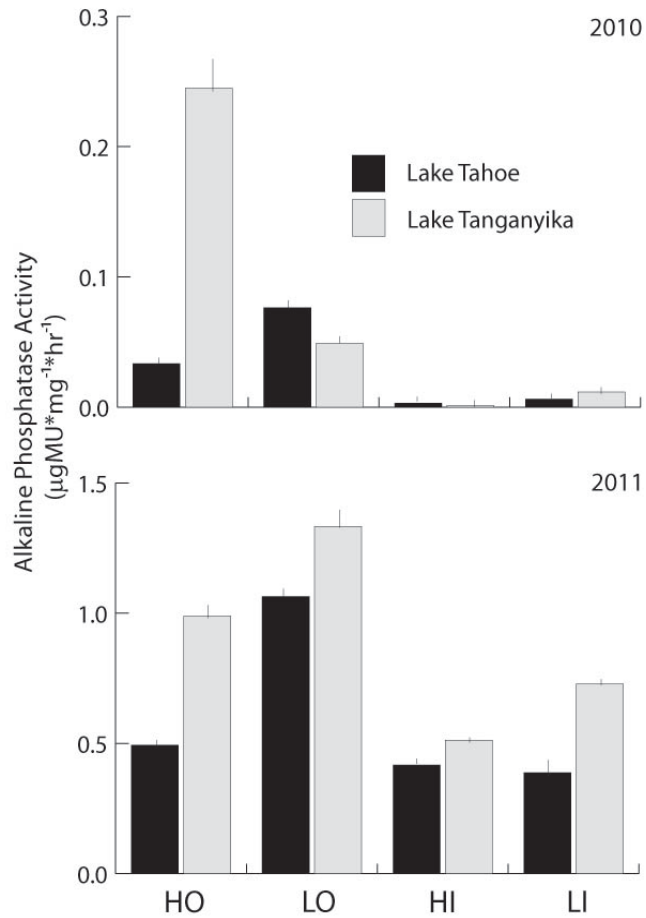 0.3
2010
0.2
Lake Tahoe
Lake Tanganyika
0.1
0.0
Alkaline Phosphatase Activity
(μgMU*mg⁻¹*hr⁻¹)
1.5
2011
1.0
0.5
0.0
HO LO HI LI